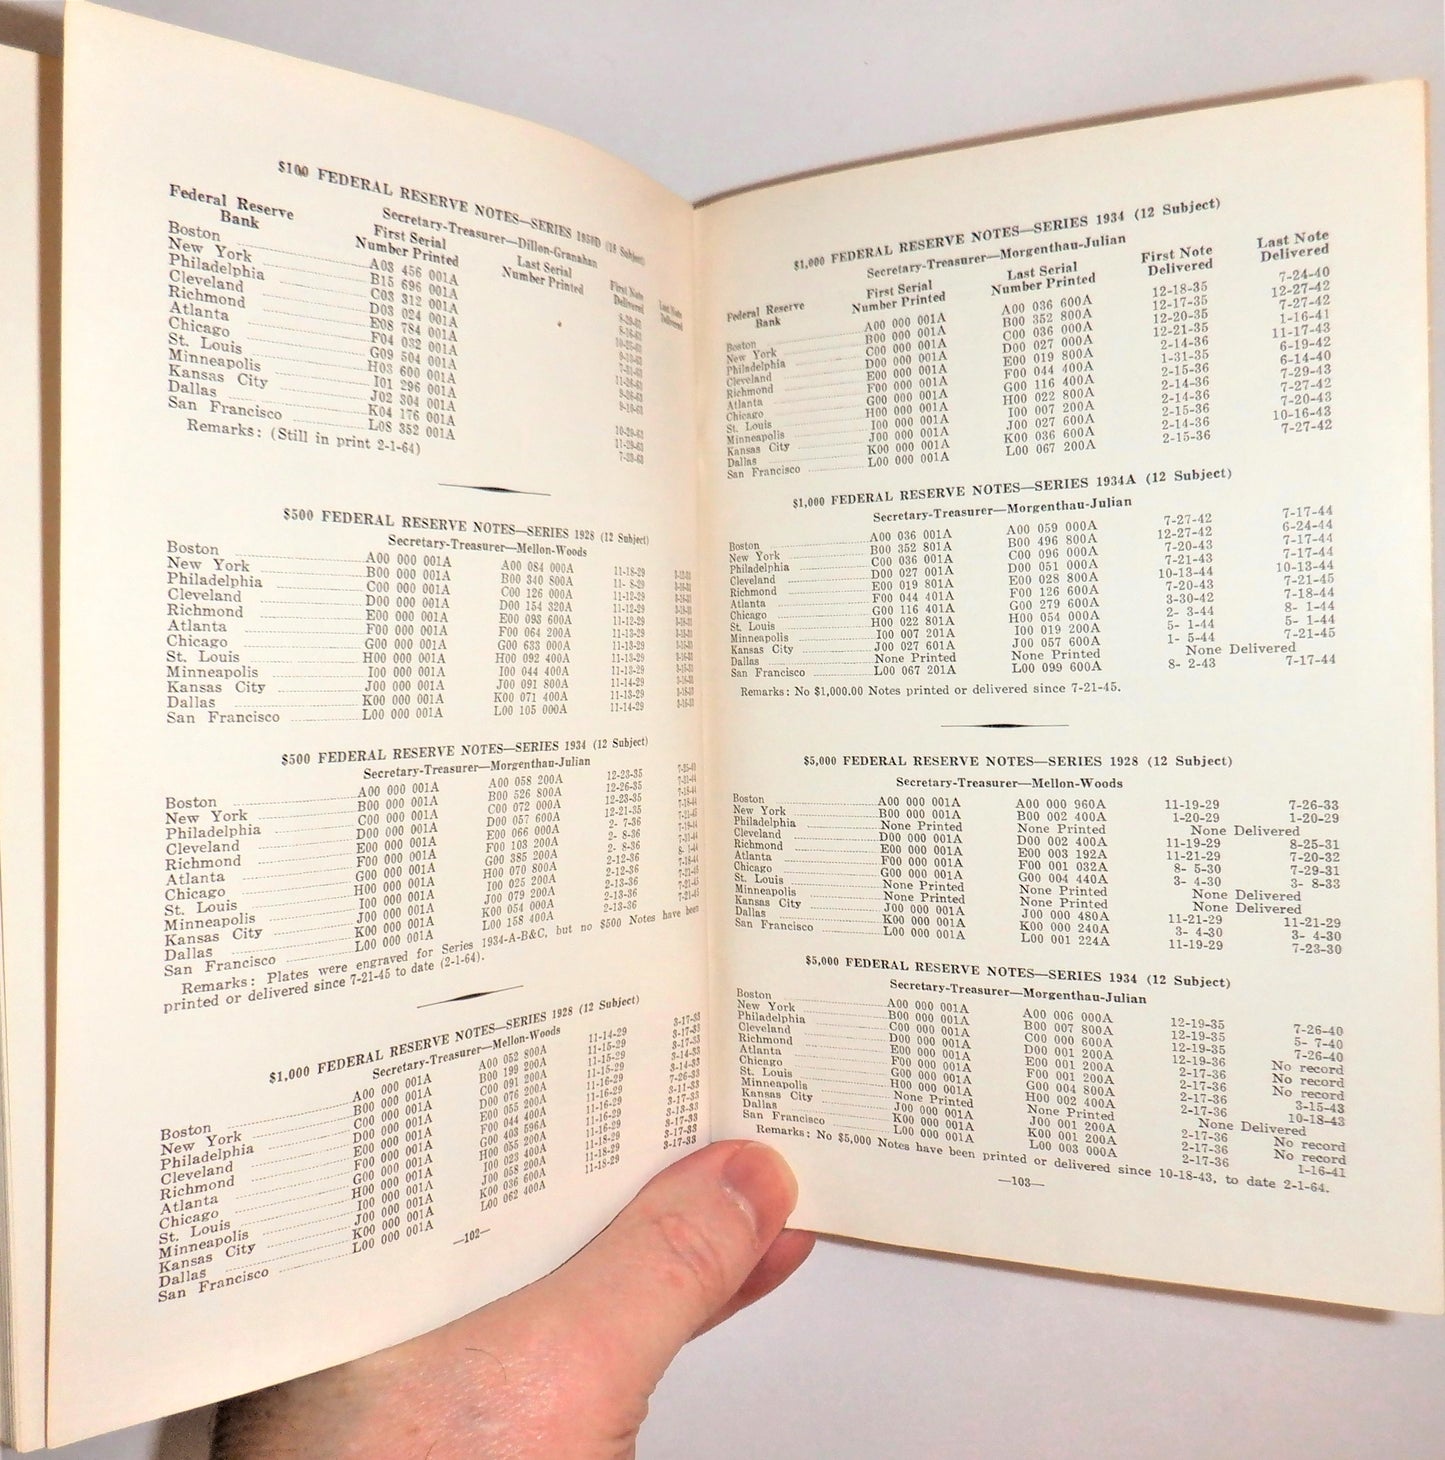 $100 FEDERAL RESERVE NOTES—SERIES 1950D (18 Subject)
Secretary-Treasurer—Dillon-Granahan
Federal Reserve Bank First Serial Number Printed Last Serial Number Printed First Note Delivered Last Note Delivered
Boston A03 456 001A
New York B15 696 001A
Philadelphia C03 312 001A
Cleveland D03 024 001A
Richmond E08 784 001A
Atlanta F04 032 001A
Chicago G09 504 001A
St. Louis H03 600 001A
Minneapolis I01 296 001A
Kansas City J02 304 001A
Dallas K04 176 001A
San Francisco L08 352 001A
Remarks: (Still in print 2-1-64)
$500 FEDERAL RESERVE NOTES—SERIES 1928 (12 Subject)
Secretary-Treasurer—Mellon-Woods
Boston A00 000 001A A00 084 000A 11-18-29
New York B00 000 001A B00 340 800A 11- 8-29
Philadelphia C00 000 001A C00 126 000A 11-12-29
Cleveland D00 000 001A D00 154 320A 11-12-29
Richmond E00 000 001A E00 093 600A 11-12-29
Atlanta F00 000 001A F00 064 200A 11-13-29
Chicago G00 000 001A G00 633 000A 11-13-29
St. Louis H00 000 001A H00 092 400A 11-13-29
Minneapolis I00 000 001A I00 044 400A 11-13-29
Kansas City J00 000 001A J00 091 800A 11-14-29
Dallas K00 000 001A K00 071 400A 11-13-29
San Francisco L00 000 001A L00 105 000A 11-14-29
$500 FEDERAL RESERVE NOTES—SERIES 1934 (12 Subject)
Secretary-Treasurer—Morgenthau-Julian
Boston A00 000 001A A00 058 200A 12-23-35
New York B00 000 001A B00 526 800A 12-26-35
Philadelphia C00 000 001A C00 072 000A 12-23-35
Cleveland D00 000 001A D00 057 600A 12-21-35
Richmond E00 000 001A E00 066 000A 2- 7-36
Atlanta F00 000 001A F00 103 200A 2- 8-36
Chicago G00 000 001A G00 385 200A 2- 8-36
St. Louis H00 000 001A H00 070 800A 2-12-36
Minneapolis I00 000 001A I00 025 200A 2-12-36
Kansas City J00 000 001A J00 079 200A 2-13-36
Dallas K00 000 001A K00 054 000A 2-13-36
San Francisco L00 000 001A L00 158 400A 2-13-36
Remarks: Plates were engraved for Series 1934-A-B&C, but no $500 Notes have been
printed or delivered since 7-21-45 to date (2-1-64).
$1,000 FEDERAL RESERVE NOTES—SERIES 1928 (12 Subject)
Secretary-Treasurer—Mellon-Woods
Boston A00 000 001A A00 052 800A 11-14-29 3-17-33
New York B00 000 001A B00 199 200A 11-15-29 3-17-33
Philadelphia C00 000 001A C00 091 200A 11-15-29 3-17-33
Cleveland D00 000 001A D00 076 200A 11-15-29 3-14-33
Richmond E00 000 001A E00 055 200A 11-16-29 3-14-33
Atlanta F00 000 001A F00 044 400A 11-16-29 7-26-33
Chicago G00 000 001A G00 408 596A 11-16-29 3-11-33
St. Louis H00 000 001A H00 055 200A 11-16-29 3-17-33
Minneapolis I00 000 001A I00 023 400A 11-16-29 3-13-33
Kansas City J00 000 001A J00 058 200A 11-18-29 3-17-33
Dallas K00 000 001A K00 036 600A 11-18-29 3-17-33
San Francisco L00 000 001A L00 062 400A 11-18-29 3-17-33
—102—
$1,000 FEDERAL RESERVE NOTES—SERIES 1934 (12 Subject)
Secretary-Treasurer—Morgenthau-Julian
Federal Reserve Bank First Serial Number Printed Last Serial Number Printed First Note Delivered Last Note Delivered
Boston A00 000 001A A00 036 600A 12-18-35 7-24-40
New York B00 000 001A B00 352 800A 12-17-35 12-27-42
Philadelphia C00 000 001A C00 036 000A 12-20-35 7-27-42
Cleveland D00 000 001A D00 027 000A 12-21-35 1-16-41
Richmond E00 000 001A E00 019 800A 2-14-36 11-17-43
Atlanta F00 000 001A F00 044 400A 1-31-35 6-19-42
Chicago G00 000 001A G00 116 400A 2-15-36 6-14-40
St. Louis H00 000 001A H00 022 800A 2-14-36 7-29-43
Minneapolis I00 000 001A I00 007 200A 2-14-36 7-27-42
Kansas City J00 000 001A J00 027 600A 2-15-36 7-20-43
Dallas K00 000 001A K00 036 600A 2-14-36 10-16-43
San Francisco L00 000 001A L00 067 200A 2-15-36 7-27-42
$1,000 FEDERAL RESERVE NOTES—SERIES 1934A (12 Subject)
Secretary-Treasurer—Morgenthau-Julian
Boston A00 036 001A A00 059 000A 7-27-42 7-17-44
New York B00 352 801A B00 496 800A 12-27-42 6-24-44
Philadelphia C00 036 001A C00 096 000A 7-20-43 7-17-44
Cleveland D00 027 001A D00 051 000A 7-21-43 7-17-44
Richmond E00 019 801A E00 028 800A 10-13-44 10-13-44
Atlanta F00 044 401A F00 126 600A 7-20-43 7-21-45
Chicago G00 116 401A G00 279 600A 3-30-42 7-18-44
St. Louis H00 022 801A H00 054 000A 2- 3-44 8- 1-44
Minneapolis I00 007 201A I00 019 200A 5- 1-44 5- 1-44
Kansas City J00 027 601A J00 057 600A 1- 5-44 7-21-45
Dallas None Printed None Printed None Delivered
San Francisco L00 067 201A L00 099 600A 8- 2-43 7-17-44
Remarks: No $1,000.00 Notes printed or delivered since 7-21-45.
$5,000 FEDERAL RESERVE NOTES—SERIES 1928 (12 Subject)
Secretary-Treasurer—Mellon-Woods
Boston A00 000 001A A00 000 960A 11-19-29 7-26-33
New York B00 000 001A B00 002 400A 1-20-29 1-20-29
Philadelphia None Printed None Printed None Delivered
Cleveland D00 000 001A D00 002 400A 11-19-29 8-25-31
Richmond E00 000 001A E00 003 192A 11-21-29 7-20-32
Atlanta F00 000 001A F00 001 032A 8- 5-30 7-29-31
Chicago G00 000 001A G00 004 440A 3- 4-30 3- 8-33
St. Louis None Printed None Printed None Delivered
Minneapolis None Printed None Printed None Delivered
Kansas City J00 000 001A J00 000 480A 11-21-29 11-21-29
Dallas K00 000 001A K00 000 240A 3- 4-30 3- 4-30
San Francisco L00 000 001A L00 001 224A 11-19-29 7-23-30
$5,000 FEDERAL RESERVE NOTES—SERIES 1934 (12 Subject)
Secretary-Treasurer—Morgenthau-Julian
Boston A00 000 001A A00 006 000A 12-19-35 7-26-40
New York B00 000 001A B00 007 800A 12-19-35 5- 7-40
Philadelphia C00 000 001A C00 000 600A 12-19-35 7-26-40
Cleveland D00 000 001A D00 001 200A 12-19-36 No record
Richmond E00 000 001A E00 001 200A 2-17-36 No record
Atlanta F00 000 001A F00 001 200A 2-17-36 No record
Chicago G00 000 001A G00 004 800A 2-17-36 3-15-43
St. Louis H00 000 001A H00 002 400A 2-17-36 10-18-43
Minneapolis None Printed None Printed None Delivered
Kansas City J00 000 001A J00 001 200A 2-17-36 No record
Dallas K00 000 001A K00 001 200A 2-17-36 No record
San Francisco L00 000 001A L00 003 000A 2-17-36 1-16-41
Remarks: No $5,000 Notes have been printed or delivered since 10-18-43, to date 2-1-64.
—103—